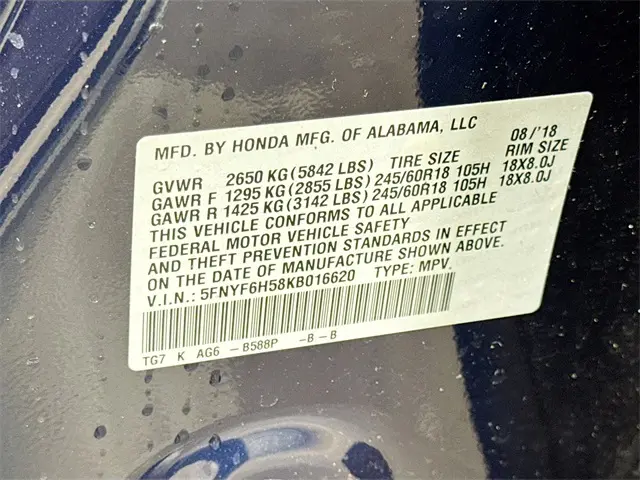 MFD. BY HONDA MFG. OF ALABAMA, LLC 08/'18
GVWR 2650 KG (5842 LBS) TIRE SIZE RIM SIZE
GAWR F 1295 KG (2855 LBS) 245/60R18 105H 18X8.0J
GAWR R 1425 KG (3142 LBS) 245/60R18 105H 18X8.0J
THIS VEHICLE CONFORMS TO ALL APPLICABLE
FEDERAL MOTOR VEHICLE SAFETY
AND THEFT PREVENTION STANDARDS IN EFFECT
ON THE DATE OF MANUFACTURE SHOWN ABOVE.
V.I.N.: 5FNYF6H58KB016620 TYPE: MPV.
TG7 K AG6 -B588P -B-B